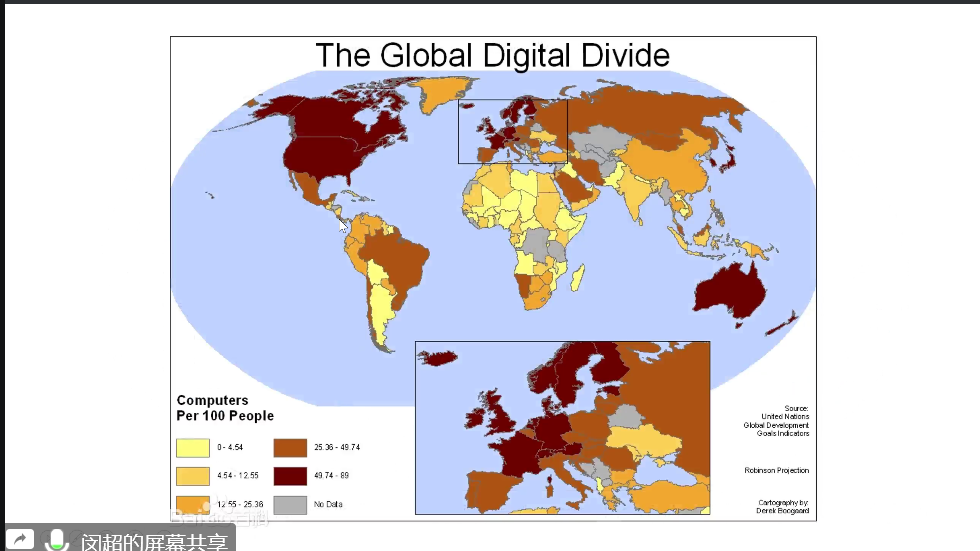 The Global Digital Divide
Computers
Per 100 People
0 - 4.54
25.36 - 49.74
4.54 - 12.55
49.74 - 89
12.55 - 25.36
No Data
Source:
United Nations
Global Development
Goals Indicators
Robinson Projection
Cartography by:
Derek Boogaard
闵超的屏幕共享